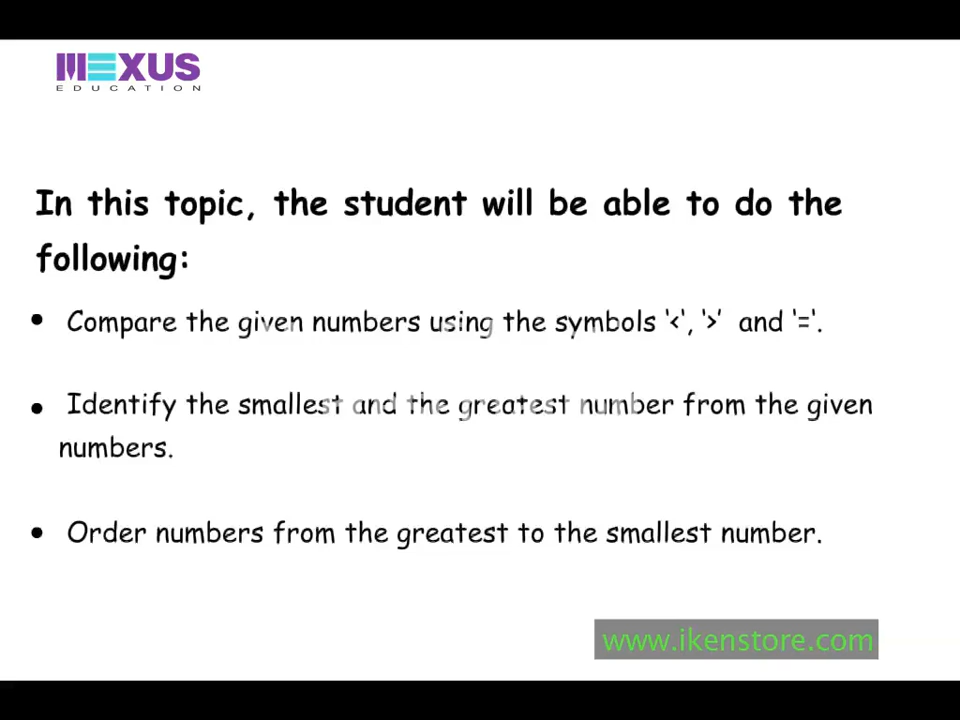 MEXUS
EDUCATION
In this topic, the student will be able to do the
following:
• Compare the given numbers using the symbols ‘<‘, ‘>’ and ‘=‘.
• Identify the smallest and the greatest number from the given
numbers.
• Order numbers from the greatest to the smallest number.
www.ikenstore.com